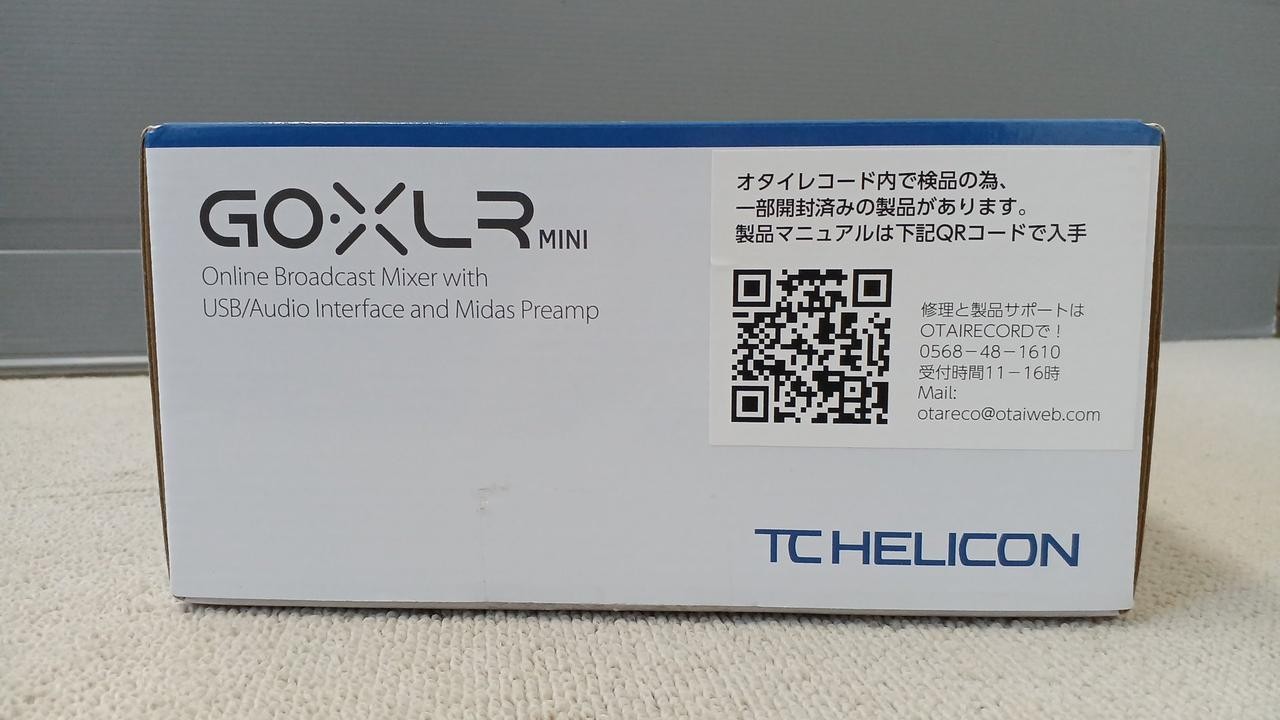 GO·XLR MINI
Online Broadcast Mixer with
USB/Audio Interface and Midas Preamp
オタイレコード内で検品の為、
一部開封済みの製品があります。
製品マニュアルは下記QRコードで入手
修理と製品サポートは
OTAIRECORDで！
0568－48－1610
受付時間11－16時
Mail:
otareco@otaiweb.com
TC HELICON